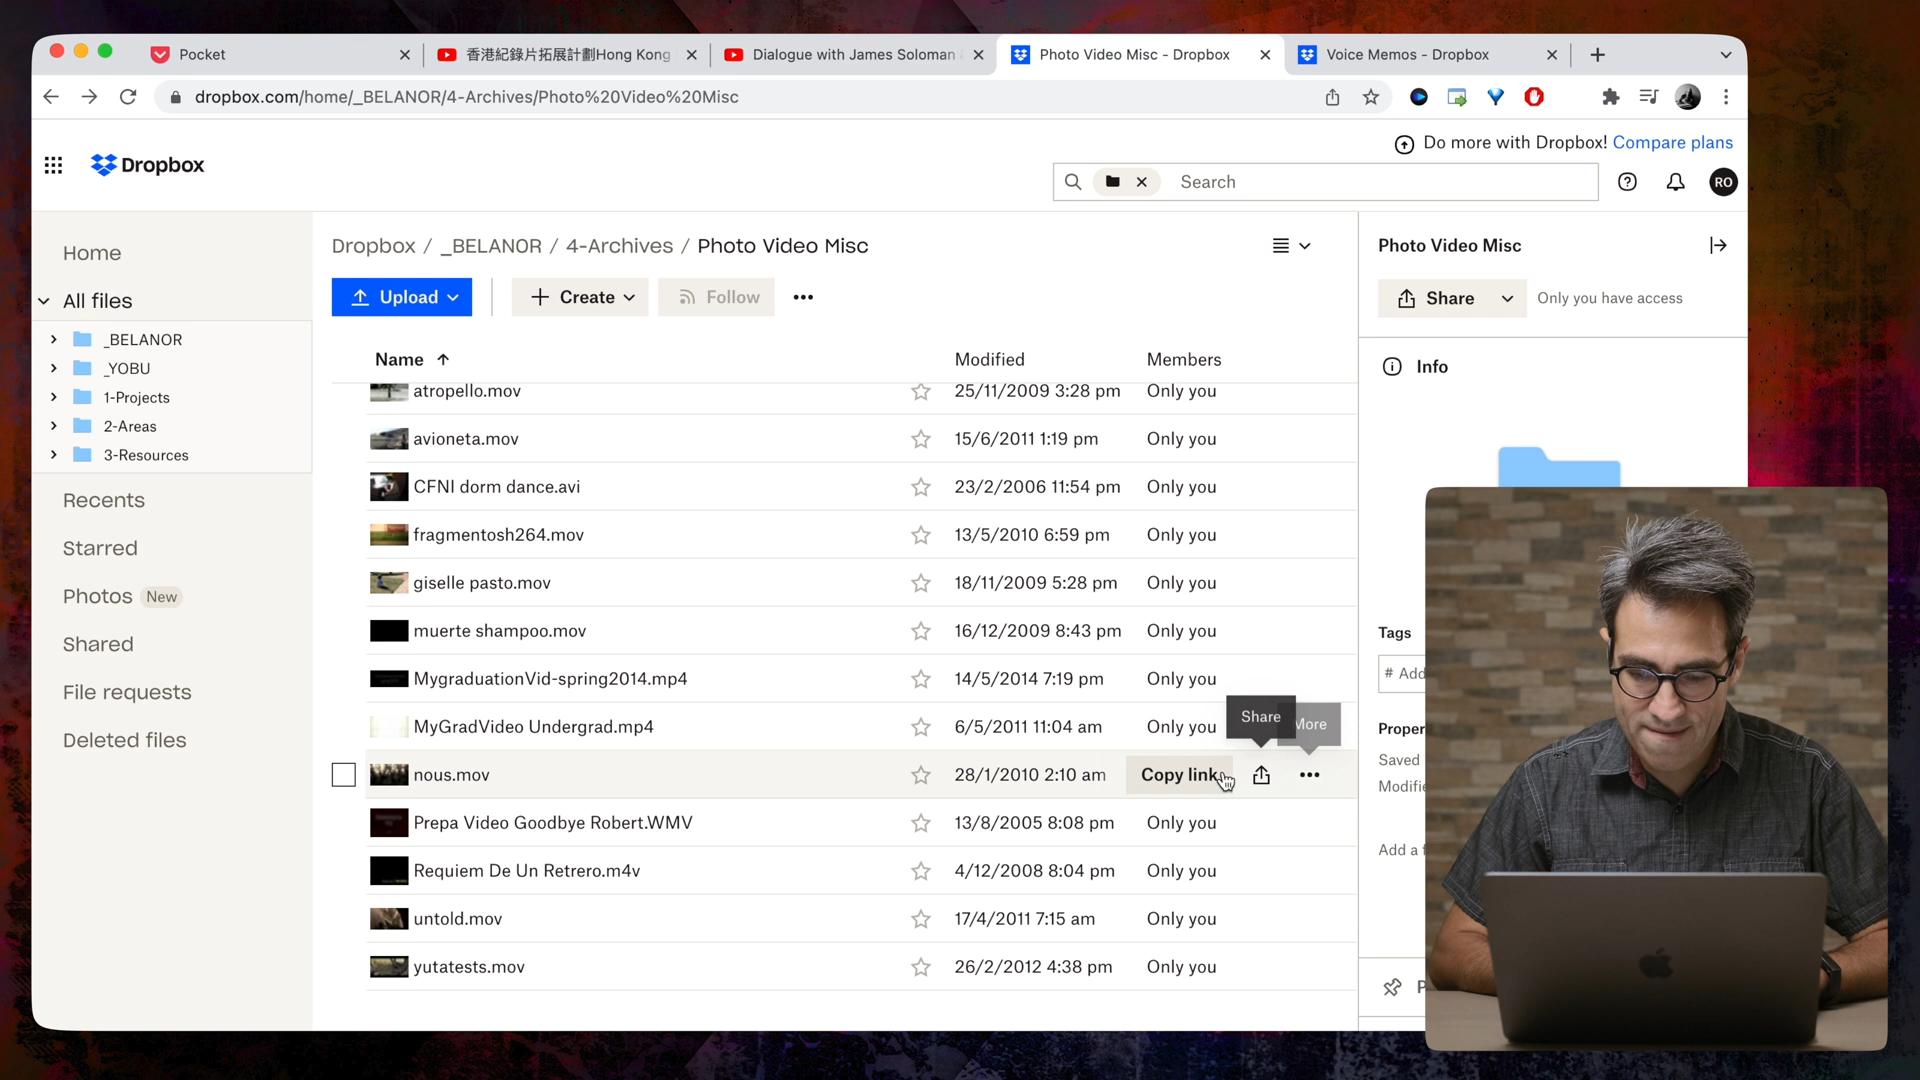 Pocket
香港紀錄片拓展計劃Hong Kong
Dialogue with James Soloman
Photo Video Misc - Dropbox
Voice Memos - Dropbox
dropbox.com/home/_BELANOR/4-Archives/Photo%20Video%20Misc
Do more with Dropbox! Compare plans
Dropbox
Search
RO
Home
All files
_BELANOR
_YOBU
1-Projects
2-Areas
3-Resources
Recents
Starred
Photos New
Shared
File requests
Deleted files
Dropbox / _BELANOR / 4-Archives / Photo Video Misc
Upload
Create
Follow
Name Modified Members
atropello.mov 25/11/2009 3:28 pm Only you
avioneta.mov 15/6/2011 1:19 pm Only you
CFNI dorm dance.avi 23/2/2006 11:54 pm Only you
fragmentosh264.mov 13/5/2010 6:59 pm Only you
giselle pasto.mov 18/11/2009 5:28 pm Only you
muerte shampoo.mov 16/12/2009 8:43 pm Only you
MygraduationVid-spring2014.mp4 14/5/2014 7:19 pm Only you
MyGradVideo Undergrad.mp4 6/5/2011 11:04 am Only you
Share
More
nous.mov 28/1/2010 2:10 am Copy link
Prepa Video Goodbye Robert.WMV 13/8/2005 8:08 pm Only you
Requiem De Un Retrero.m4v 4/12/2008 8:04 pm Only you
untold.mov 17/4/2011 7:15 am Only you
yutatests.mov 26/2/2012 4:38 pm Only you
Photo Video Misc
Share
Only you have access
Info
Tags
# Add
Proper
Saved
Modifie
Add a f
P